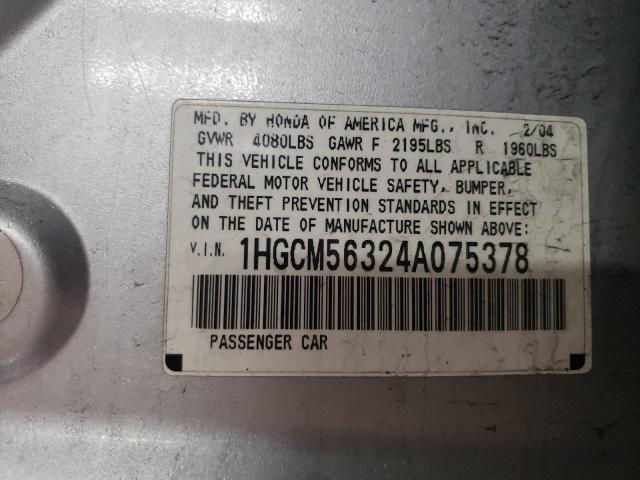 MFD. BY HONDA OF AMERICA MFG., INC. 2/04
GVWR 4080LBS GAWR F 2195LBS R 1960LBS
THIS VEHICLE CONFORMS TO ALL APPLICABLE
FEDERAL MOTOR VEHICLE SAFETY, BUMPER,
AND THEFT PREVENTION STANDARDS IN EFFECT
ON THE DATE OF MANUFACTURE SHOWN ABOVE:
V.I.N. 1HGCM56324A075378
PASSENGER CAR